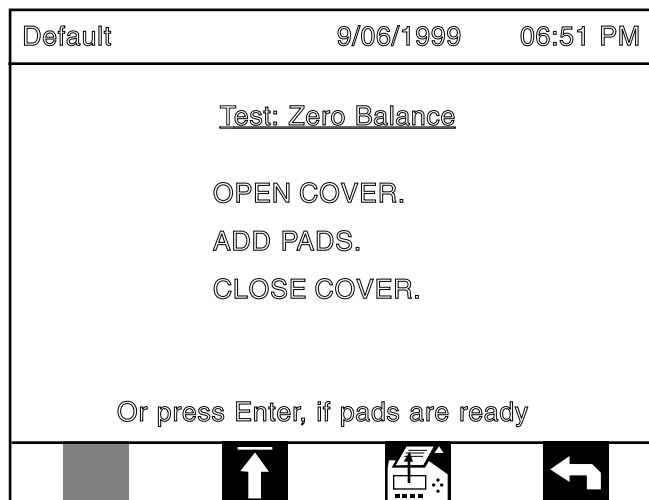 Default 9/06/1999 06:51 PM
Test: Zero Balance
OPEN COVER.
ADD PADS.
CLOSE COVER.
Or press Enter, if pads are ready